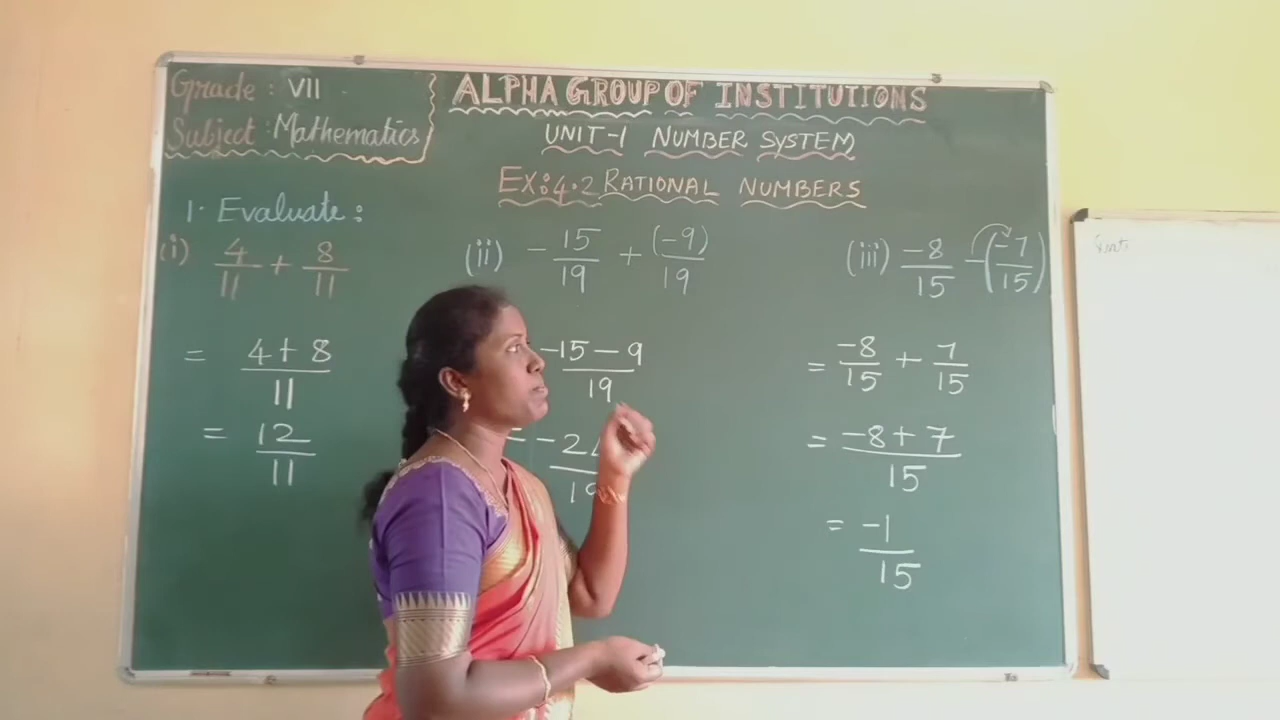 Grade : VII
Subject : Mathematics
ALPHA GROUP OF INSTITUTIONS
UNIT-1 NUMBER SYSTEM
Ex: 4.2 RATIONAL NUMBERS
1. Evaluate :
(i) 4/11 + 8/11
= 4+8/11
= 12/11
(ii) -15/19 + (-9)/19
-15-9/19
(iii) -8/15 - (-7/15)
= -8/15 + 7/15
= -8+7/15
= -1/15